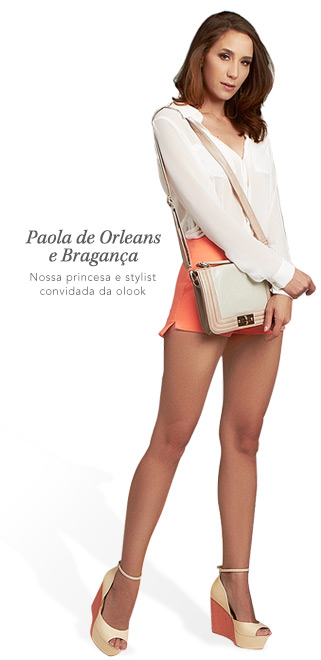 Paola de Orleans
e Bragança
Nossa princesa e stylist
convidada da olook